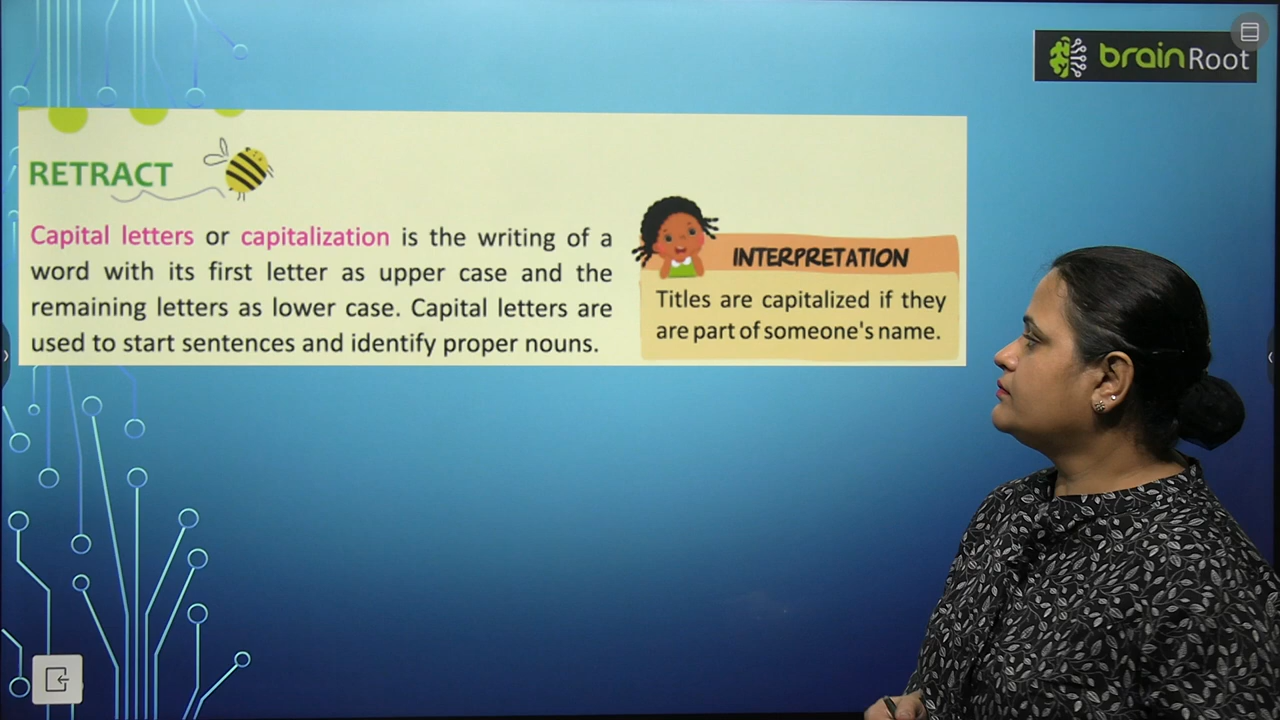 brainRoot
RETRACT
Capital letters or capitalization is the writing of a
word with its first letter as upper case and the
remaining letters as lower case. Capital letters are
used to start sentences and identify proper nouns.
INTERPRETATION
Titles are capitalized if they
are part of someone's name.